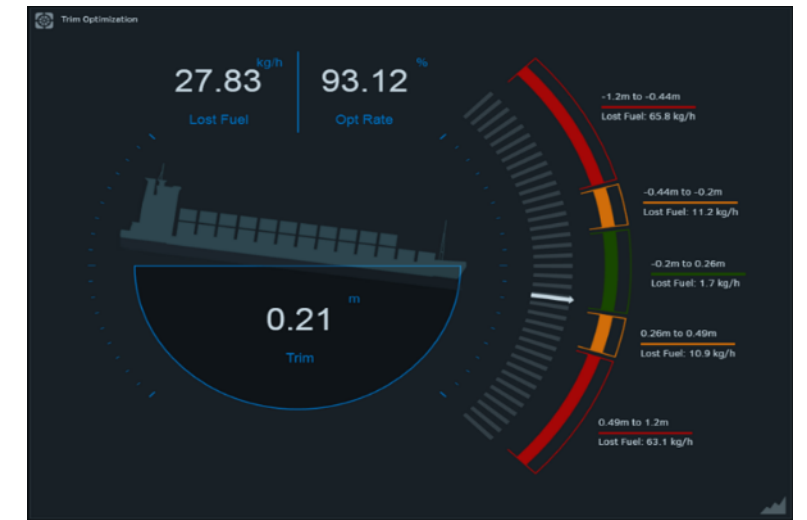 Trim Optimization
kg/h
27.83
Lost Fuel
%
93.12
Opt Rate
-1.2m to -0.44m
Lost Fuel: 65.8 kg/h
-0.44m to -0.2m
Lost Fuel: 11.2 kg/h
-0.2m to 0.26m
Lost Fuel: 1.7 kg/h
m
0.21
Trim
0.26m to 0.49m
Lost Fuel: 10.9 kg/h
0.49m to 1.2m
Lost Fuel: 63.1 kg/h